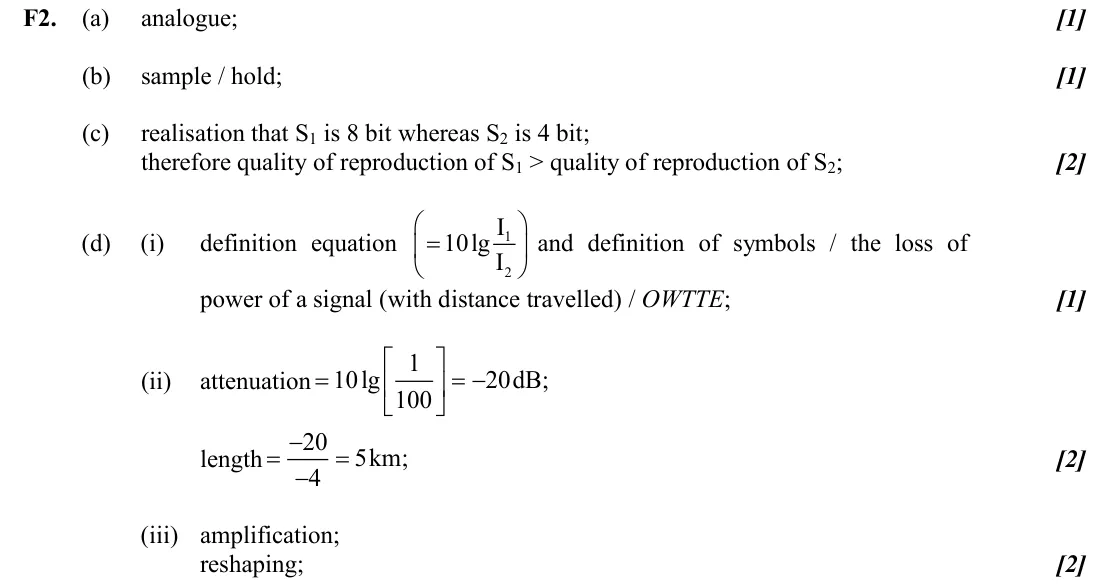 F2. (a) analogue; [1]
(b) sample / hold; [1]
(c) realisation that S₁ is 8 bit whereas S₂ is 4 bit;
therefore quality of reproduction of S₁ > quality of reproduction of S₂; [2]
(d) (i) definition equation (= 10 lg I₁/I₂) and definition of symbols / the loss of
power of a signal (with distance travelled) / OWTTE; [1]
(ii) attenuation = 10 lg[1/100] = −20 dB;
length = −20/−4 = 5 km; [2]
(iii) amplification;
reshaping; [2]